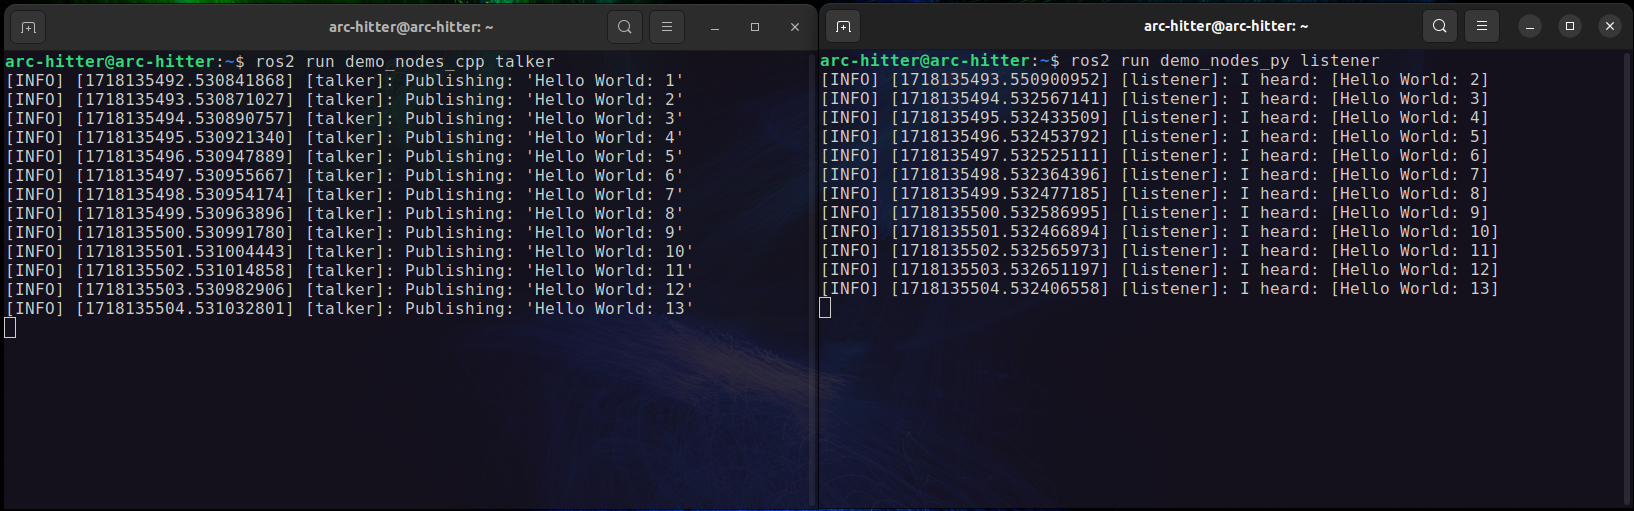 arc-hitter@arc-hitter: ~
arc-hitter@arc-hitter:~$ ros2 run demo_nodes_cpp talker
[INFO] [1718135492.530841868] [talker]: Publishing: 'Hello World: 1'
[INFO] [1718135493.530871027] [talker]: Publishing: 'Hello World: 2'
[INFO] [1718135494.530890757] [talker]: Publishing: 'Hello World: 3'
[INFO] [1718135495.530921340] [talker]: Publishing: 'Hello World: 4'
[INFO] [1718135496.530947889] [talker]: Publishing: 'Hello World: 5'
[INFO] [1718135497.530955667] [talker]: Publishing: 'Hello World: 6'
[INFO] [1718135498.530954174] [talker]: Publishing: 'Hello World: 7'
[INFO] [1718135499.530963896] [talker]: Publishing: 'Hello World: 8'
[INFO] [1718135500.530991780] [talker]: Publishing: 'Hello World: 9'
[INFO] [1718135501.531004443] [talker]: Publishing: 'Hello World: 10'
[INFO] [1718135502.531014858] [talker]: Publishing: 'Hello World: 11'
[INFO] [1718135503.530982906] [talker]: Publishing: 'Hello World: 12'
[INFO] [1718135504.531032801] [talker]: Publishing: 'Hello World: 13'
arc-hitter@arc-hitter: ~
arc-hitter@arc-hitter:~$ ros2 run demo_nodes_py listener
[INFO] [1718135493.550900952] [listener]: I heard: [Hello World: 2]
[INFO] [1718135494.532567141] [listener]: I heard: [Hello World: 3]
[INFO] [1718135495.532433509] [listener]: I heard: [Hello World: 4]
[INFO] [1718135496.532453792] [listener]: I heard: [Hello World: 5]
[INFO] [1718135497.532525111] [listener]: I heard: [Hello World: 6]
[INFO] [1718135498.532364396] [listener]: I heard: [Hello World: 7]
[INFO] [1718135499.532477185] [listener]: I heard: [Hello World: 8]
[INFO] [1718135500.532586995] [listener]: I heard: [Hello World: 9]
[INFO] [1718135501.532466894] [listener]: I heard: [Hello World: 10]
[INFO] [1718135502.532565973] [listener]: I heard: [Hello World: 11]
[INFO] [1718135503.532651197] [listener]: I heard: [Hello World: 12]
[INFO] [1718135504.532406558] [listener]: I heard: [Hello World: 13]